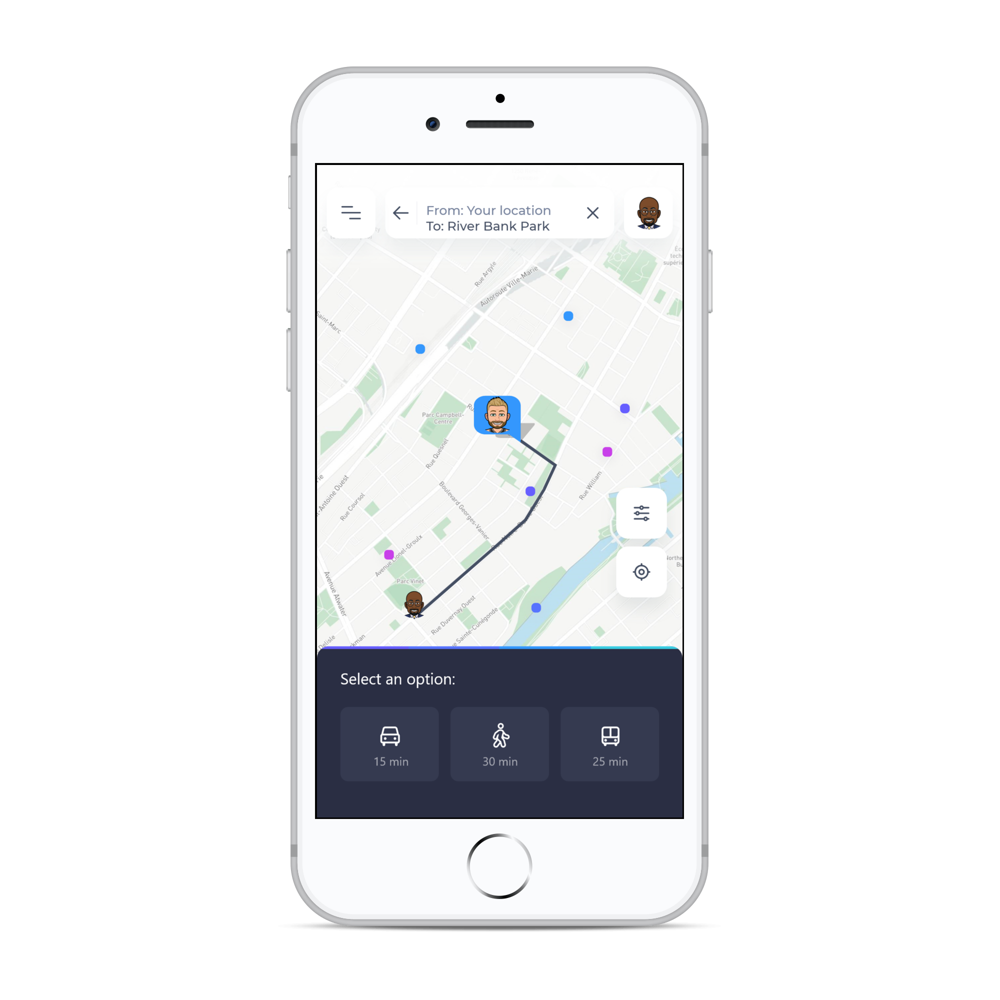 From: Your location
To: River Bank Park
Rue Argyle
Autoroute Ville-Marie
Saint-Marc
Parc Campbell-
Centre
Rue Quesnel
Rue William
Boulevard Georges-Vanier
-Antoine Ouest
Rue Coursol
Avenue Lionel-Groulx
Parc Vinet
Avenue Atwater
Rue Duvernay Ouest
Sainte-Cunégonde
Delisle
Select an option:
15 min
30 min
25 min